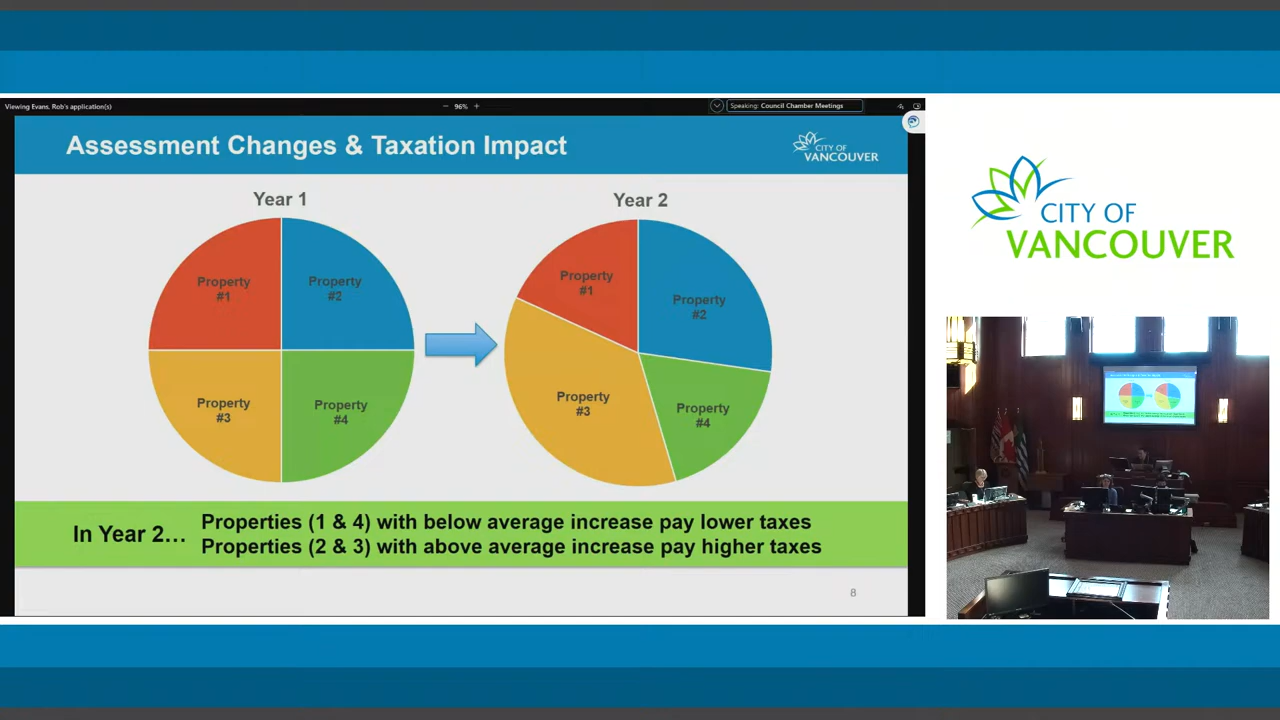 Viewing Evans, Rob's application(s)
96%
Speaking: Council Chamber Meetings
Assessment Changes & Taxation Impact
CITY OF
VANCOUVER
Year 1
Year 2
Property
#1
Property
#2
Property
#3
Property
#4
Property
#1
Property
#2
Property
#3
Property
#4
In Year 2…
Properties (1 & 4) with below average increase pay lower taxes
Properties (2 & 3) with above average increase pay higher taxes
8
CITY OF
VANCOUVER